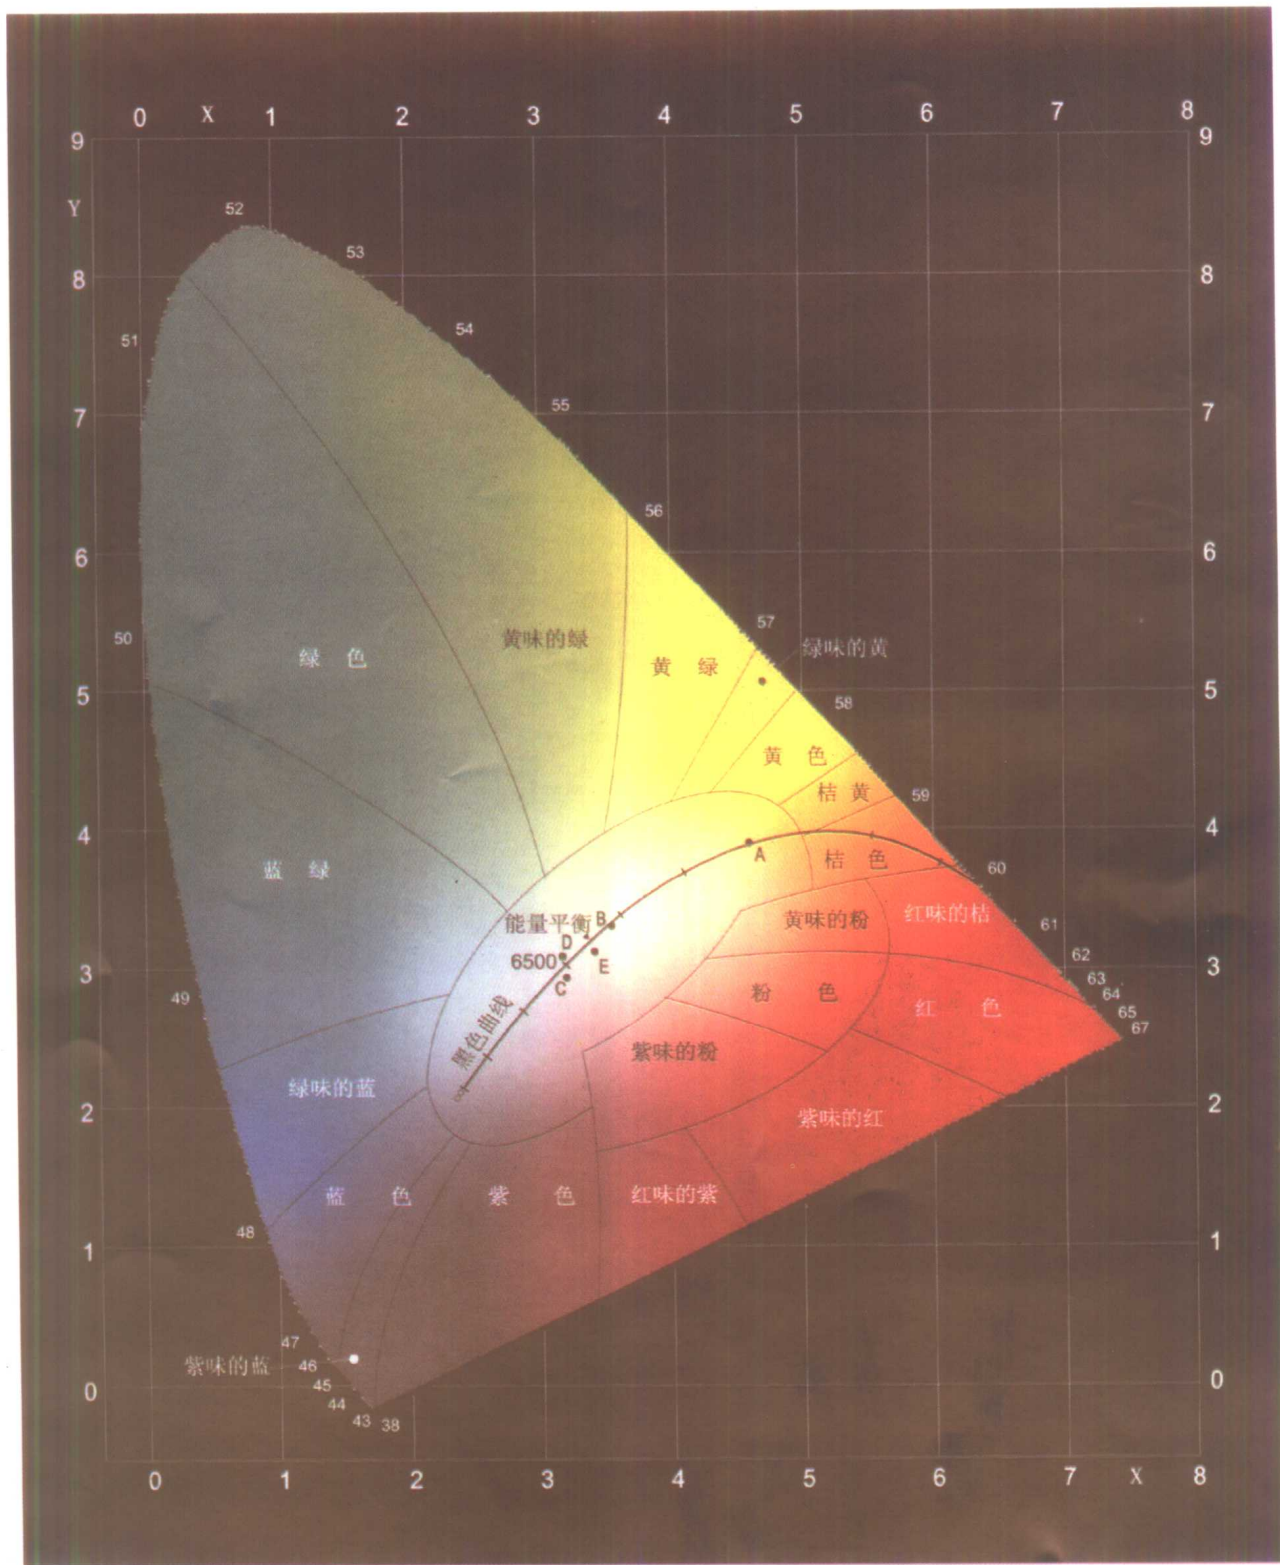 0 X 1 2 3 4 5 6 7 8
9 9
Y
52
53
8 8
54
51
55
7 7
56
6 6
57
50
黄味的绿
绿味的黄
绿 色
黄 绿
5 5
58
黄 色
桔 黄
59
4 4
A
桔 色
60
蓝 绿
红味的桔
黄味的粉
能量平衡 B
61
D
62
6500
E
3 3
63
C
粉 色
64
49
红 色
65
67
黑色曲线
紫味的粉
绿味的蓝
∞
2 2
紫味的红
蓝 色 紫 色 红味的紫
48
1 1
47
紫味的蓝 46
45
0 0
44
43 38
0 1 2 3 4 5 6 7 X 8